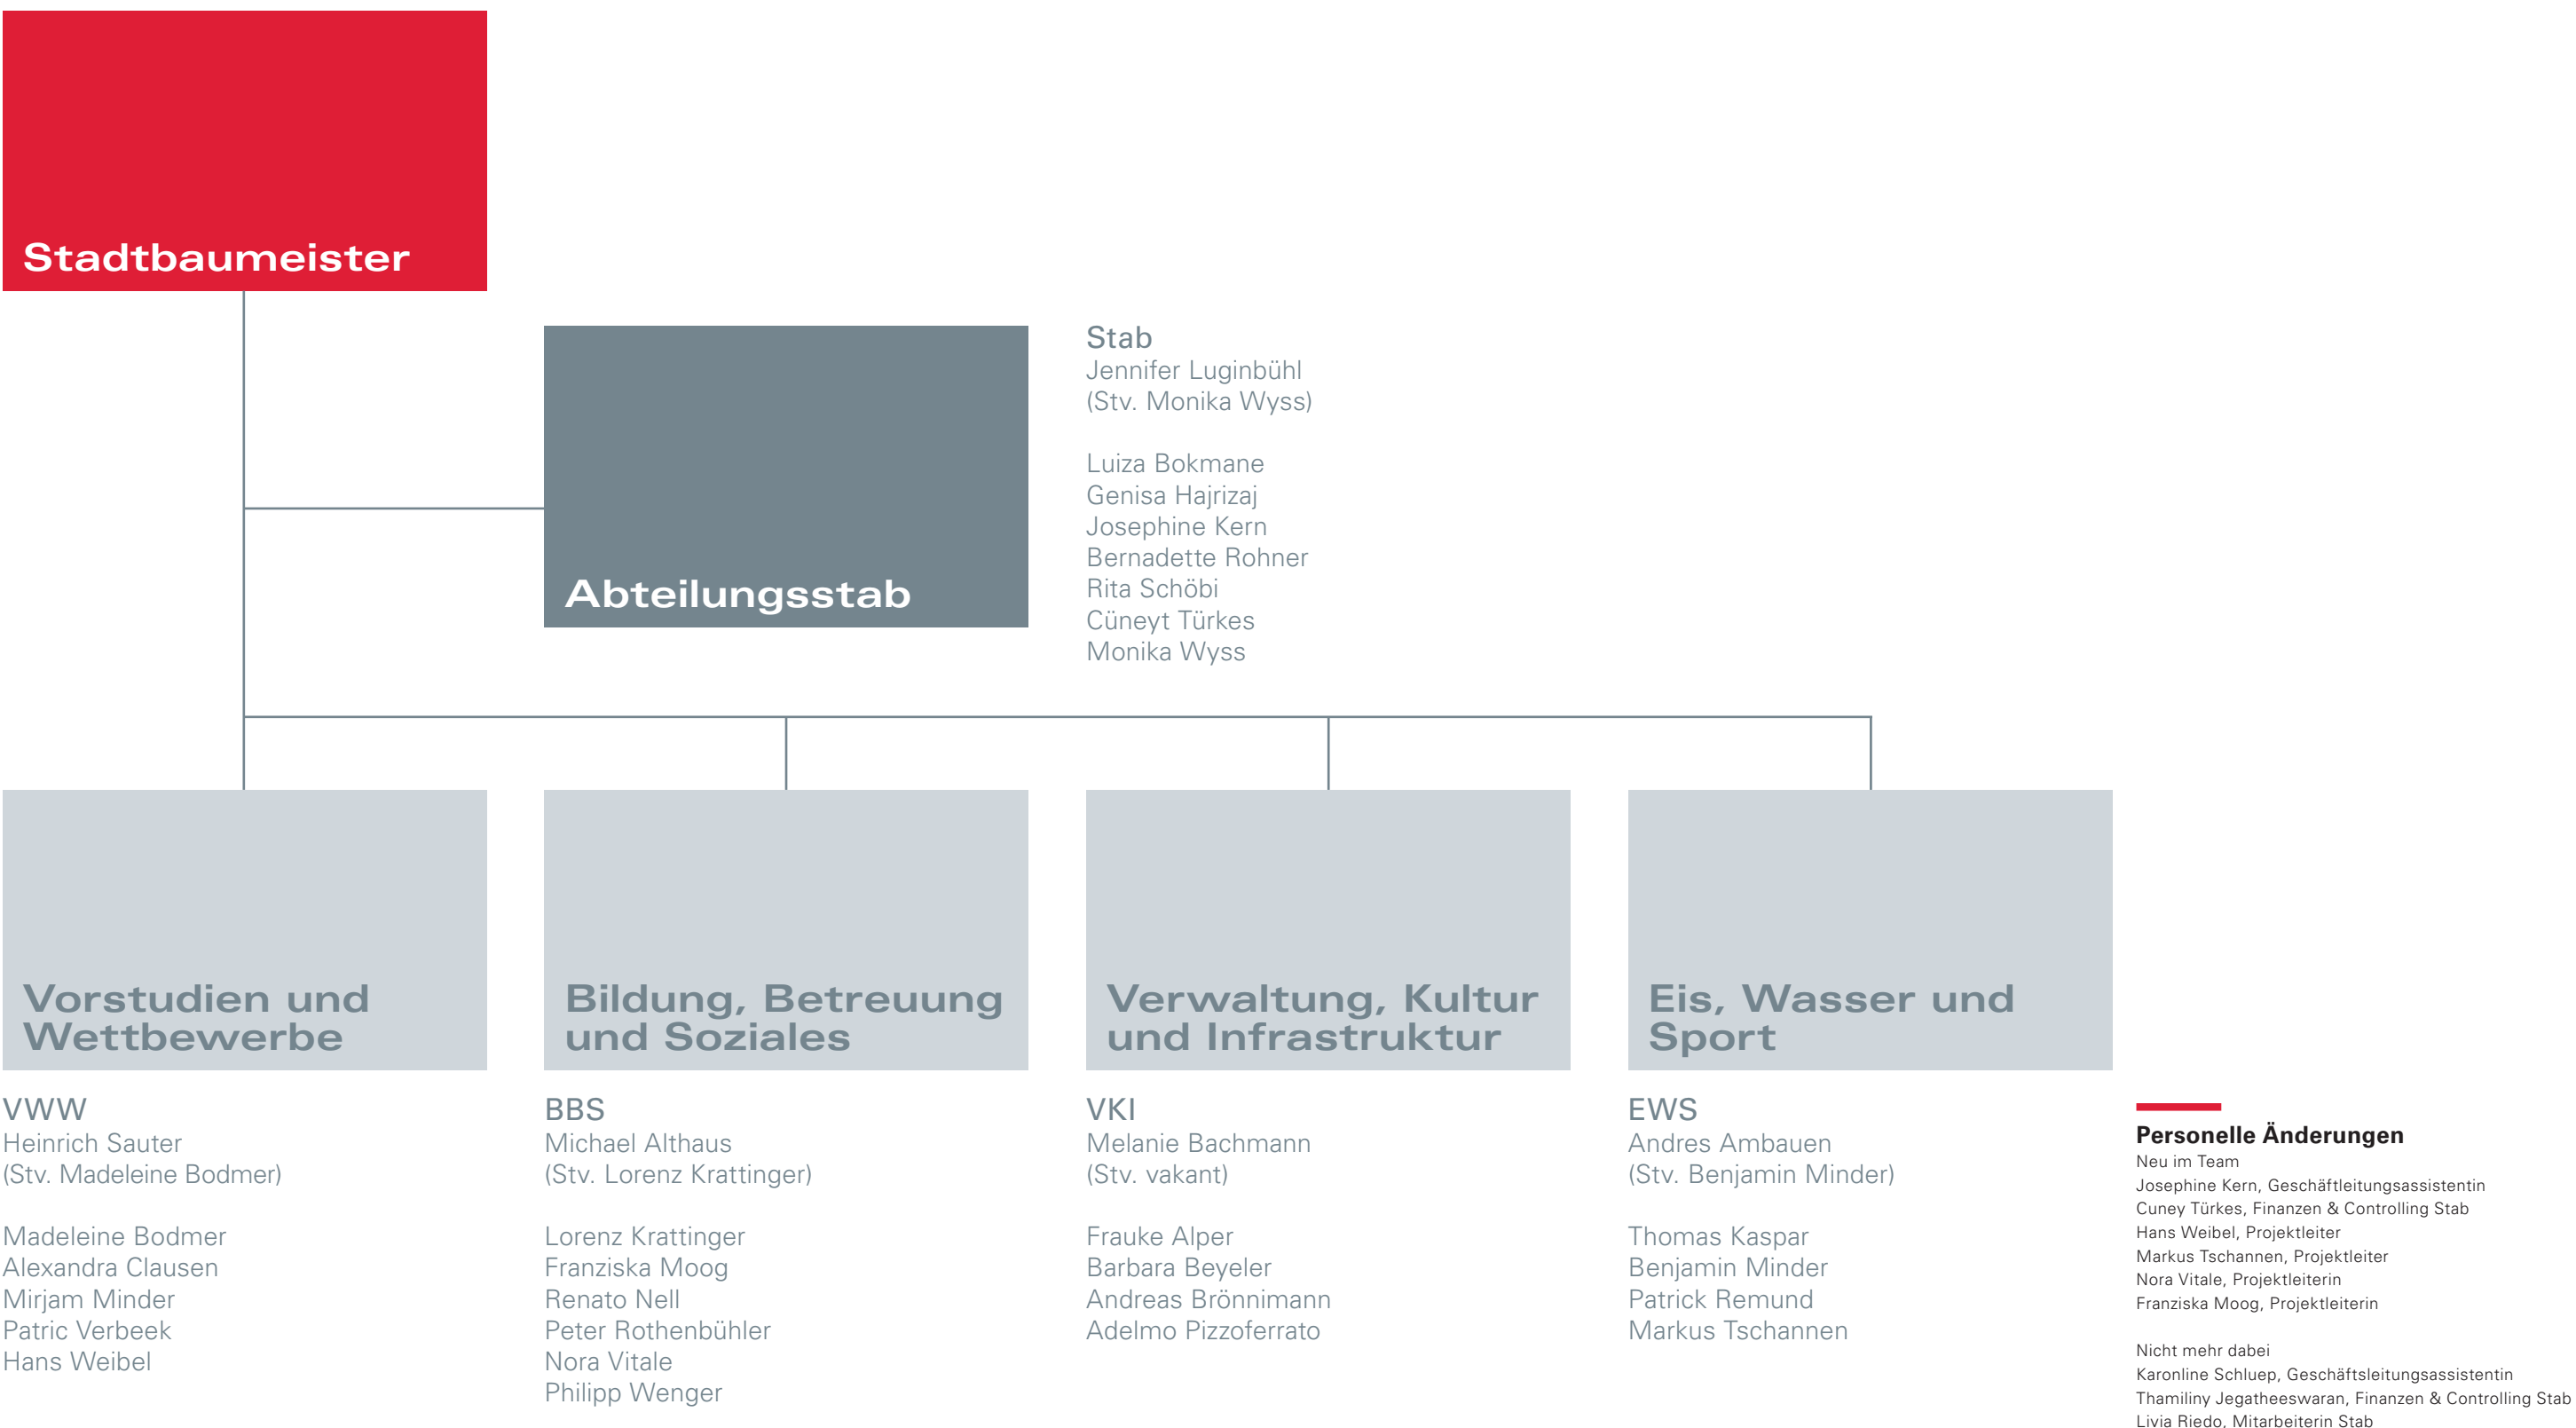 Stadtbaumeister
Abteilungsstab
Stab
Jennifer Luginbühl
(Stv. Monika Wyss)
Luiza Bokmane
Genisa Hajrizaj
Josephine Kern
Bernadette Rohner
Rita Schöbi
Cüneyt Türkes
Monika Wyss
Vorstudien und
Wettbewerbe
VWW
Heinrich Sauter
(Stv. Madeleine Bodmer)
Madeleine Bodmer
Alexandra Clausen
Mirjam Minder
Patric Verbeek
Hans Weibel
Bildung, Betreuung
und Soziales
BBS
Michael Althaus
(Stv. Lorenz Krattinger)
Lorenz Krattinger
Franziska Moog
Renato Nell
Peter Rothenbühler
Nora Vitale
Philipp Wenger
Verwaltung, Kultur
und Infrastruktur
VKI
Melanie Bachmann
(Stv. vakant)
Frauke Alper
Barbara Beyeler
Andreas Brönnimann
Adelmo Pizzoferrato
Eis, Wasser und
Sport
EWS
Andres Ambauen
(Stv. Benjamin Minder)
Thomas Kaspar
Benjamin Minder
Patrick Remund
Markus Tschannen
Personelle Änderungen
Neu im Team
Josephine Kern, Geschäftleitungsassistentin
Cuney Türkes, Finanzen & Controlling Stab
Hans Weibel, Projektleiter
Markus Tschannen, Projektleiter
Nora Vitale, Projektleiterin
Franziska Moog, Projektleiterin
Nicht mehr dabei
Karonline Schluep, Geschäftsleitungsassistentin
Thamiliny Jegatheeswaran, Finanzen & Controlling Stab
Livia Riedo, Mitarbeiterin Stab